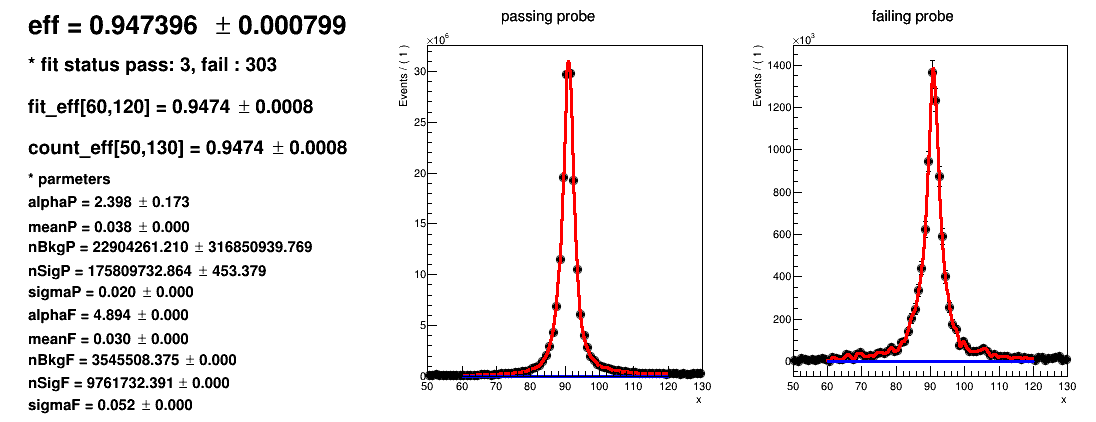 eff = 0.947396 ± 0.000799
* fit status pass: 3, fail : 303
fit_eff[60,120] = 0.9474 ± 0.0008
count_eff[50,130] = 0.9474 ± 0.0008
* parmeters
alphaP = 2.398 ± 0.173
meanP = 0.038 ± 0.000
nBkgP = 22904261.210 ± 316850939.769
nSigP = 175809732.864 ± 453.379
sigmaP = 0.020 ± 0.000
alphaF = 4.894 ± 0.000
meanF = 0.030 ± 0.000
nBkgF = 3545508.375 ± 0.000
nSigF = 9761732.391 ± 0.000
sigmaF = 0.052 ± 0.000
passing probe
×10⁶
Events / ( 1 )
30
25
20
15
10
5
0
50 60 70 80 90 100 110 120 130
x
failing probe
×10³
Events / ( 1 )
1400
1200
1000
800
600
400
200
0
50 60 70 80 90 100 110 120 130
x